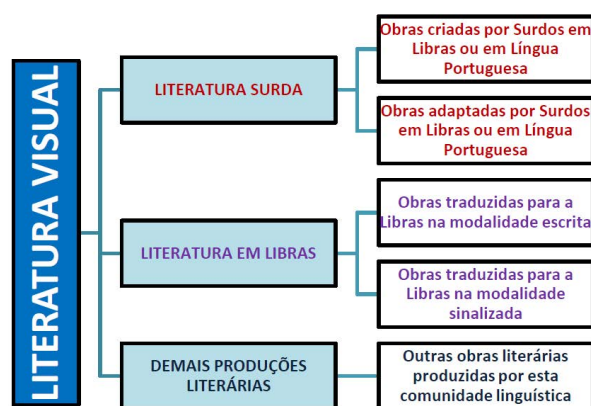 LITERATURA VISUAL
LITERATURA SURDA
Obras criadas por Surdos em
Libras ou em Língua
Portuguesa
Obras adaptadas por Surdos
em Libras ou em Língua
Portuguesa
LITERATURA EM LIBRAS
Obras traduzidas para a
Libras na modalidade escrita
Obras traduzidas para a
Libras na modalidade
sinalizada
DEMAIS PRODUÇÕES
LITERÁRIAS
Outras obras literárias
produzidas por esta
comunidade linguística